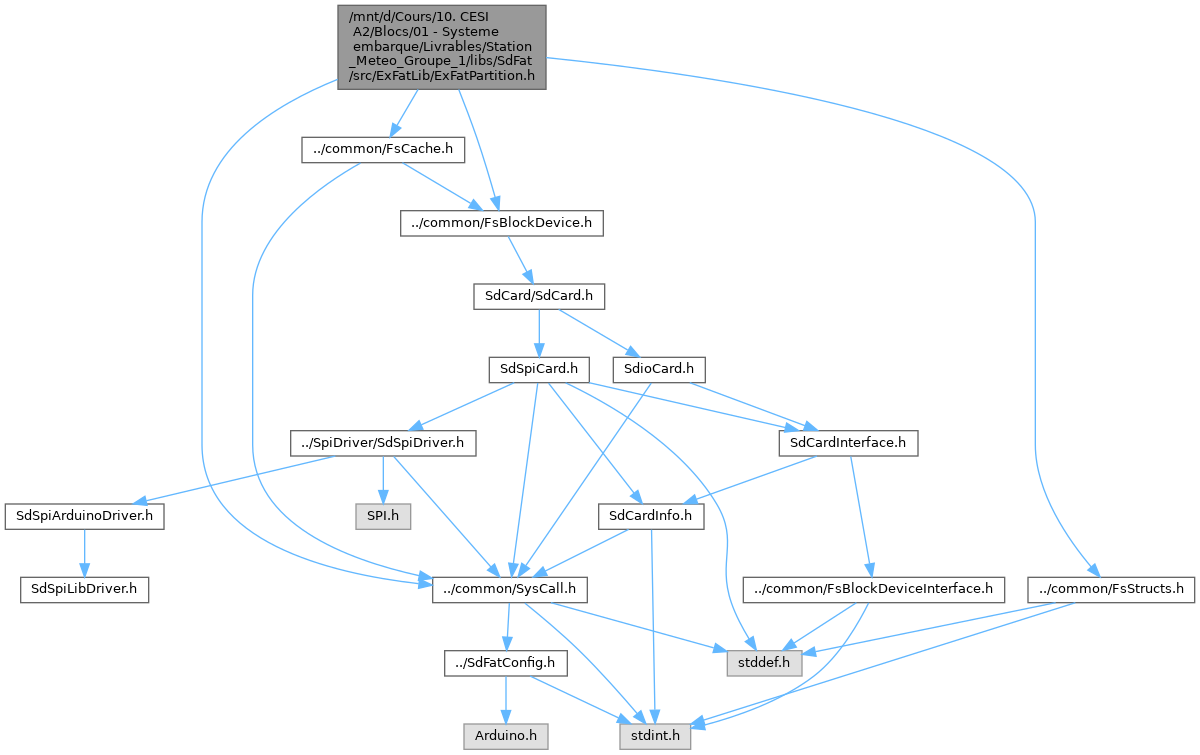 /mnt/d/Cours/10. CESI
A2/Blocs/01 - Systeme
embarque/Livrables/Station
_Meteo_Groupe_1/libs/SdFat
/src/ExFatLib/ExFatPartition.h
../common/FsCache.h
../common/FsBlockDevice.h
SdCard/SdCard.h
SdSpiCard.h
SdioCard.h
../SpiDriver/SdSpiDriver.h
SdCardInterface.h
SdSpiArduinoDriver.h
SPI.h
SdCardInfo.h
SdSpiLibDriver.h
../common/SysCall.h
../common/FsBlockDeviceInterface.h
../common/FsStructs.h
../SdFatConfig.h
stddef.h
Arduino.h
stdint.h